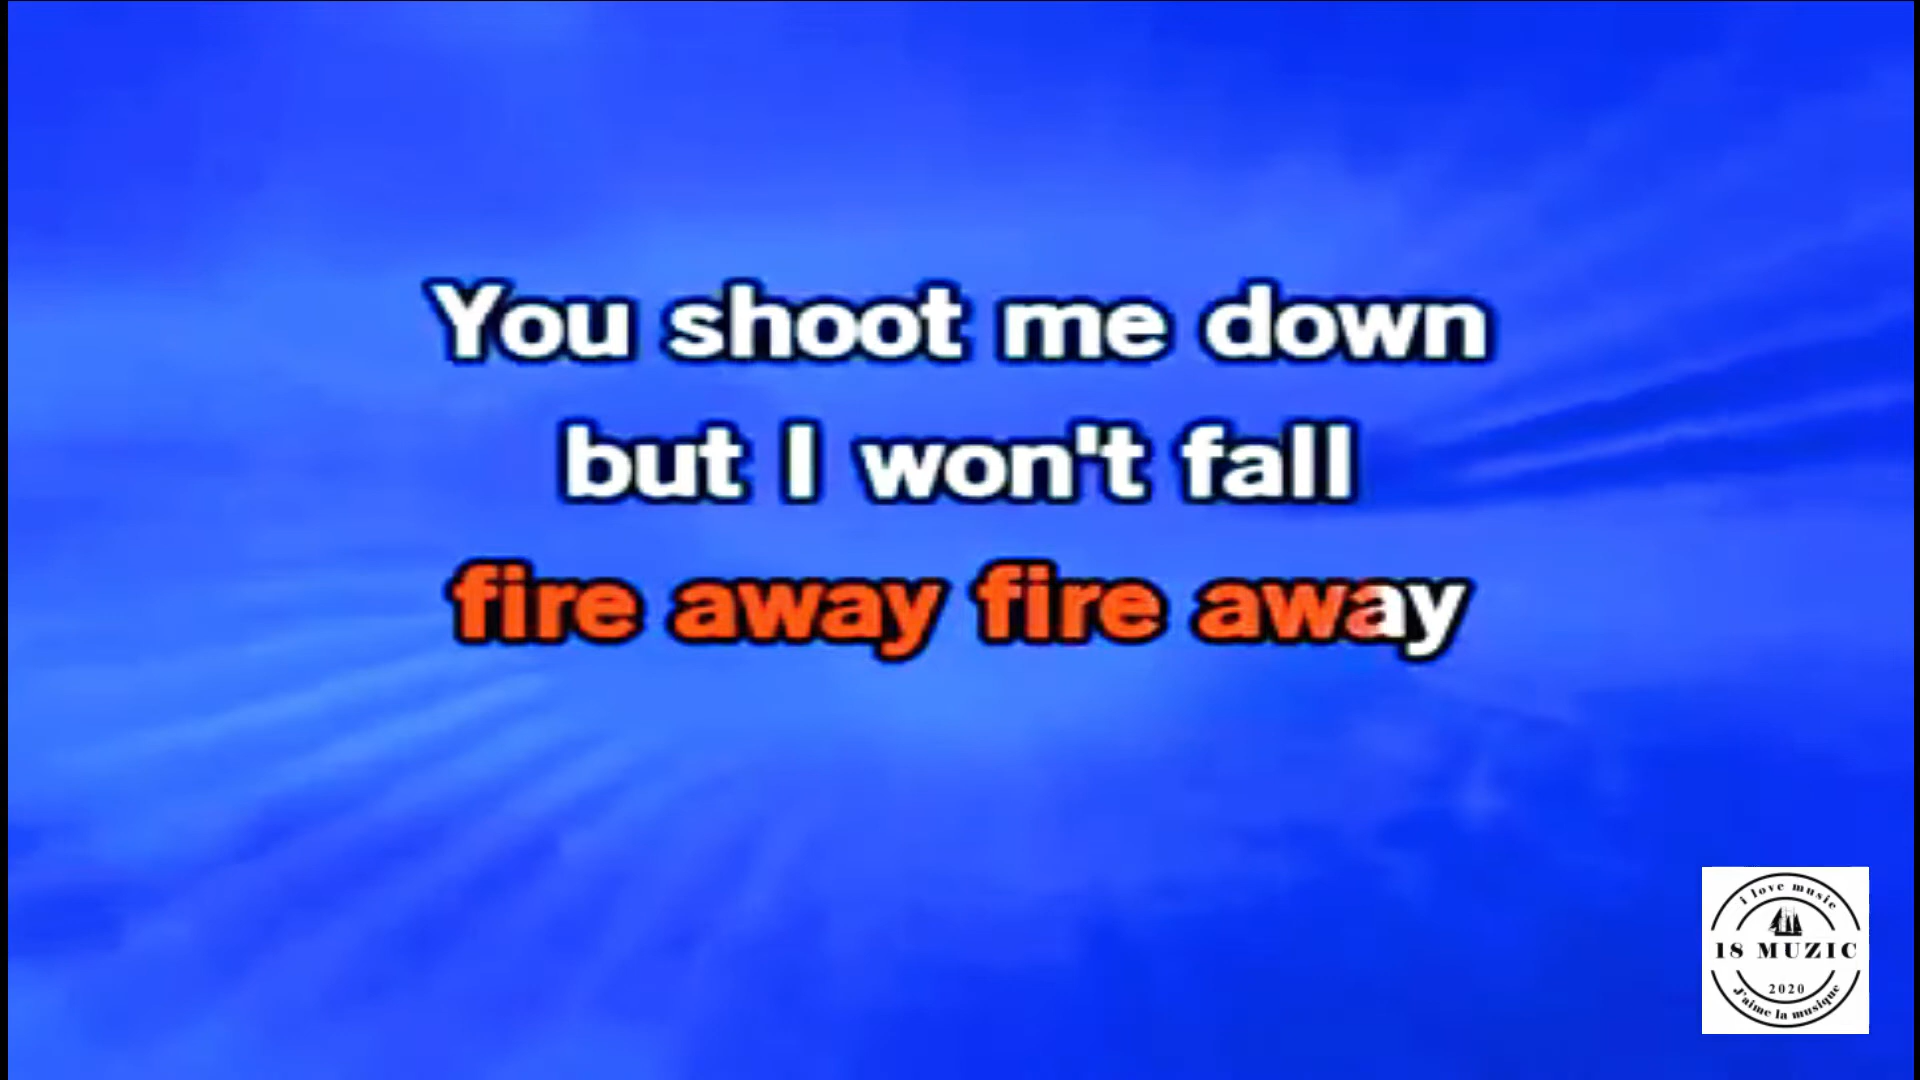 You shoot me down
but I won't fall
fire away fire away
i love music
18 MUZIC
2020
J'aime la musique